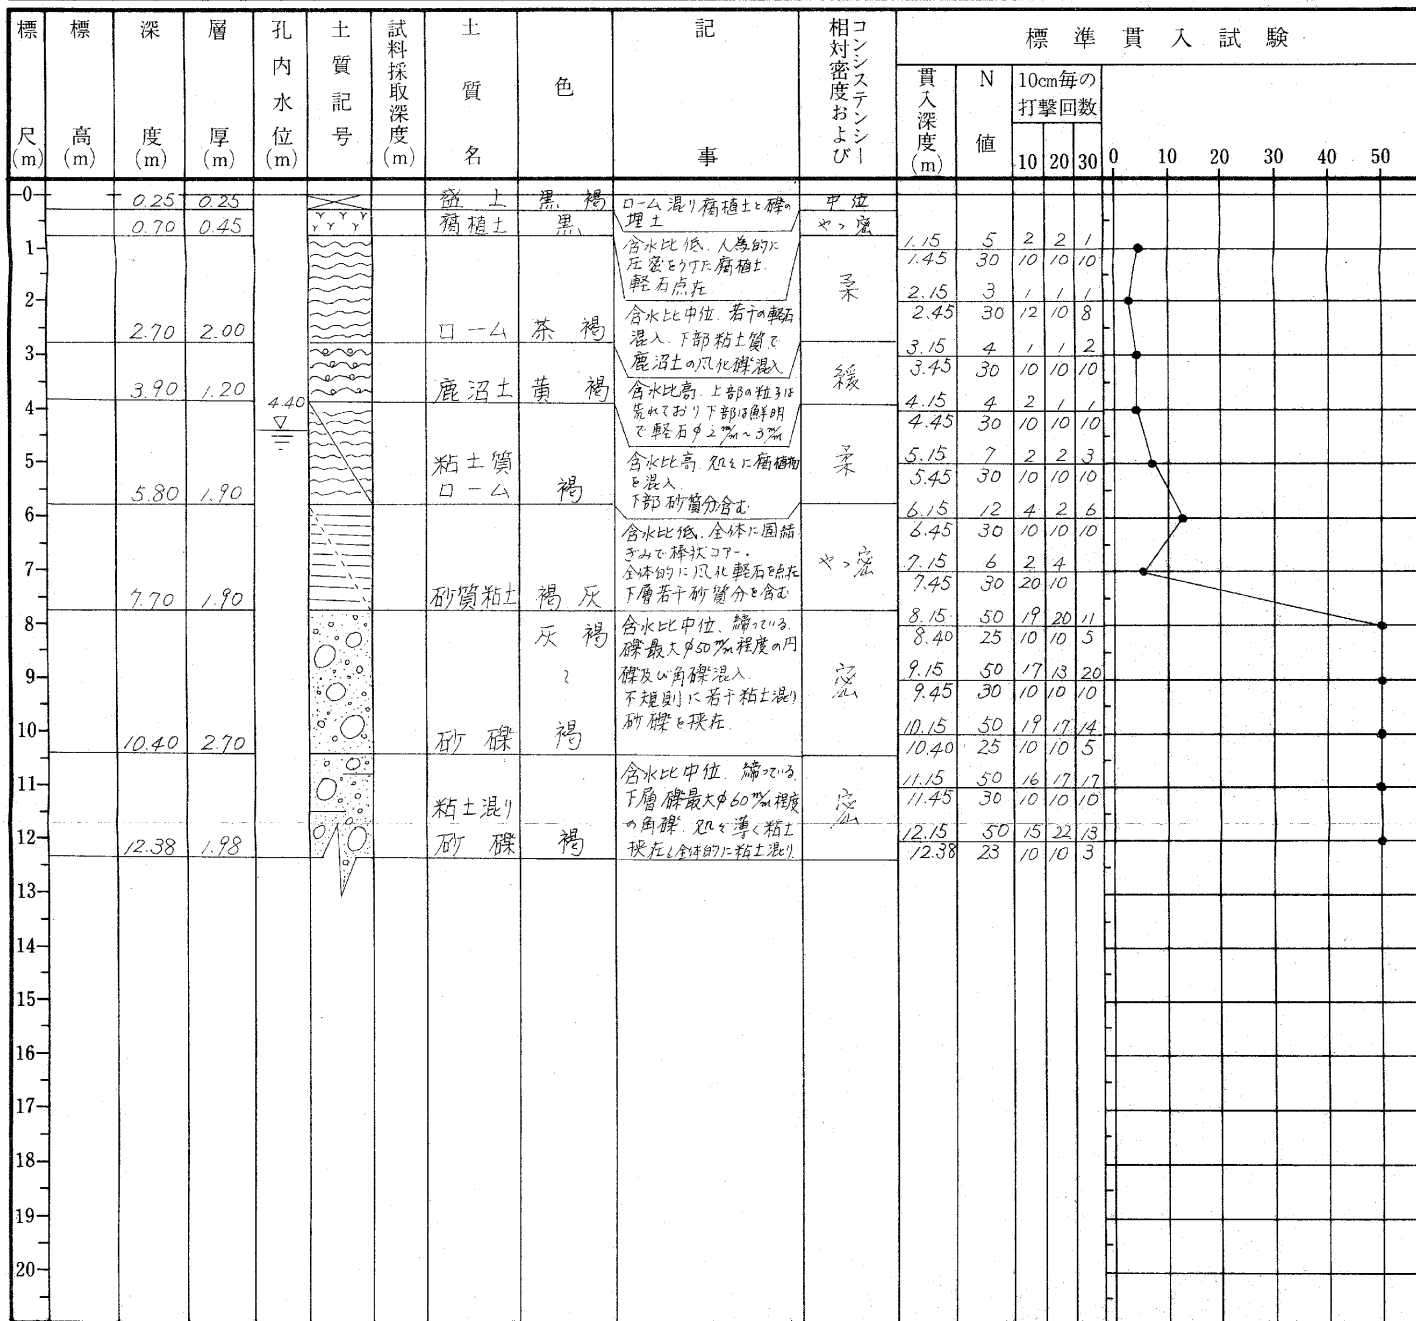 標尺(m) 標高(m) 深度(m) 層厚(m) 孔内水位(m) 土質記号 試料採取深度(m) 土質名 色 記事 相対密度およびコンシステンシー 標準貫入試験
貫入深度(m) N値 10cm毎の打撃回数
10 20 30 0 10 20 30 40 50
0
0.25 0.25 盛土 黒褐 ローム混り腐植土と礫の 中位
埋土
0.70 0.45 腐植土 黒 やゝ密
含水比低、人為的に
圧密をうけた腐植土.
軽石点在
1 1.15 5 2 2 1
1.45 30 10 10 10
柔
2 2.15 3 1 1 1
2.45 30 12 10 8
2.70 2.00 ローム 茶褐 含水比中位、若干の軽石
混入、下部粘土質で
鹿沼土の風化礫混入
3 3.15 4 1 1 2
3.45 30 10 10 10
緩
3.90 1.20 鹿沼土 黄褐 含水比高、上部の粒子は
荒れており下部は鮮明
で軽石φ2m/m~3m/m
4 4.40 4.15 4 2 1 1
4.45 30 10 10 10
柔
5 5.15 7 2 2 3
5.45 30 10 10 10
5.80 1.90 粘土質
ローム 褐 含水比高、処々に腐植物
を混入.
下部砂質分含む
6 6.15 12 4 2 6
6.45 30 10 10 10
やゝ密
7 7.15 6 2 4
7.45 30 20 10
7.70 1.90 砂質粘土 褐灰 含水比低、全体に固結
ぎみで棒状コアー.
全体的に風化軽石を点在
下層若干砂質分を含む
8 8.15 50 19 20 11
8.40 25 10 10 5
灰褐 含水比中位、締っている.
礫最大φ50m/m程度の円
礫及び角礫混入.
不規則に若干粘土混り
砂礫を挟在.
9 〜 密 9.15 50 17 13 20
9.45 30 10 10 10
10 10.15 50 19 17 14
10.40 25 10 10 5
10.40 2.70 砂礫 褐
11 11.15 50 16 17 17
11.45 30 10 10 10
粘土混り 含水比中位、締っている.
下層礫最大φ60m/m程度
の角礫、処々薄く粘土
挟在し全体的に粘土混り.
密
12 12.15 50 15 22 13
12.38 23 10 10 3
12.38 1.98 砂礫 褐
13
14
15
16
17
18
19
20